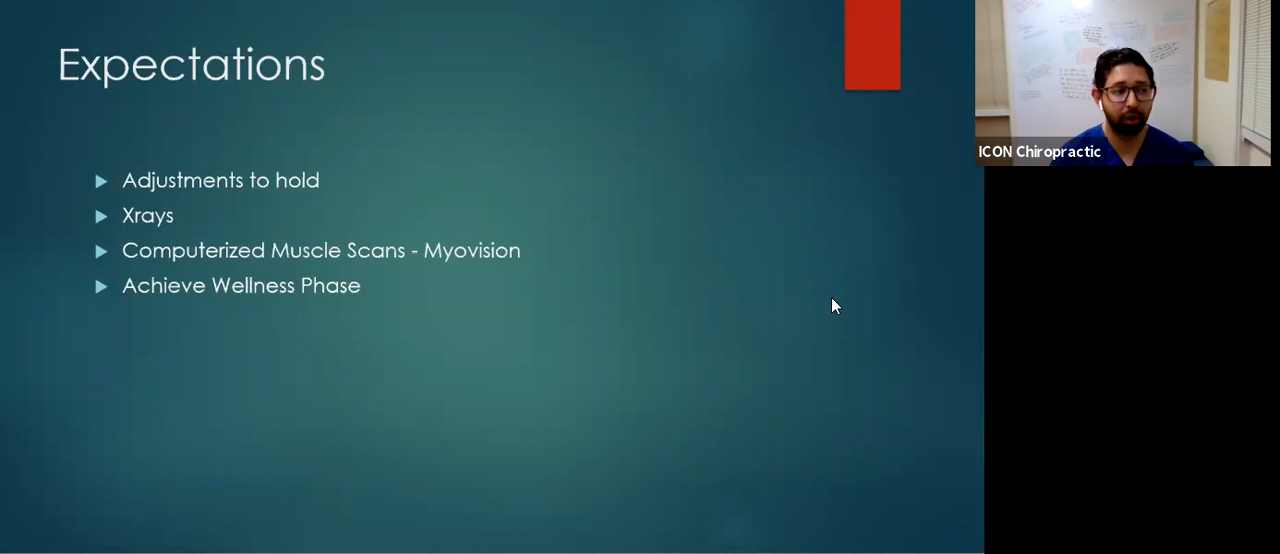 Expectations
Adjustments to hold
Xrays
Computerized Muscle Scans - Myovision
Achieve Wellness Phase
ICON Chiropractic